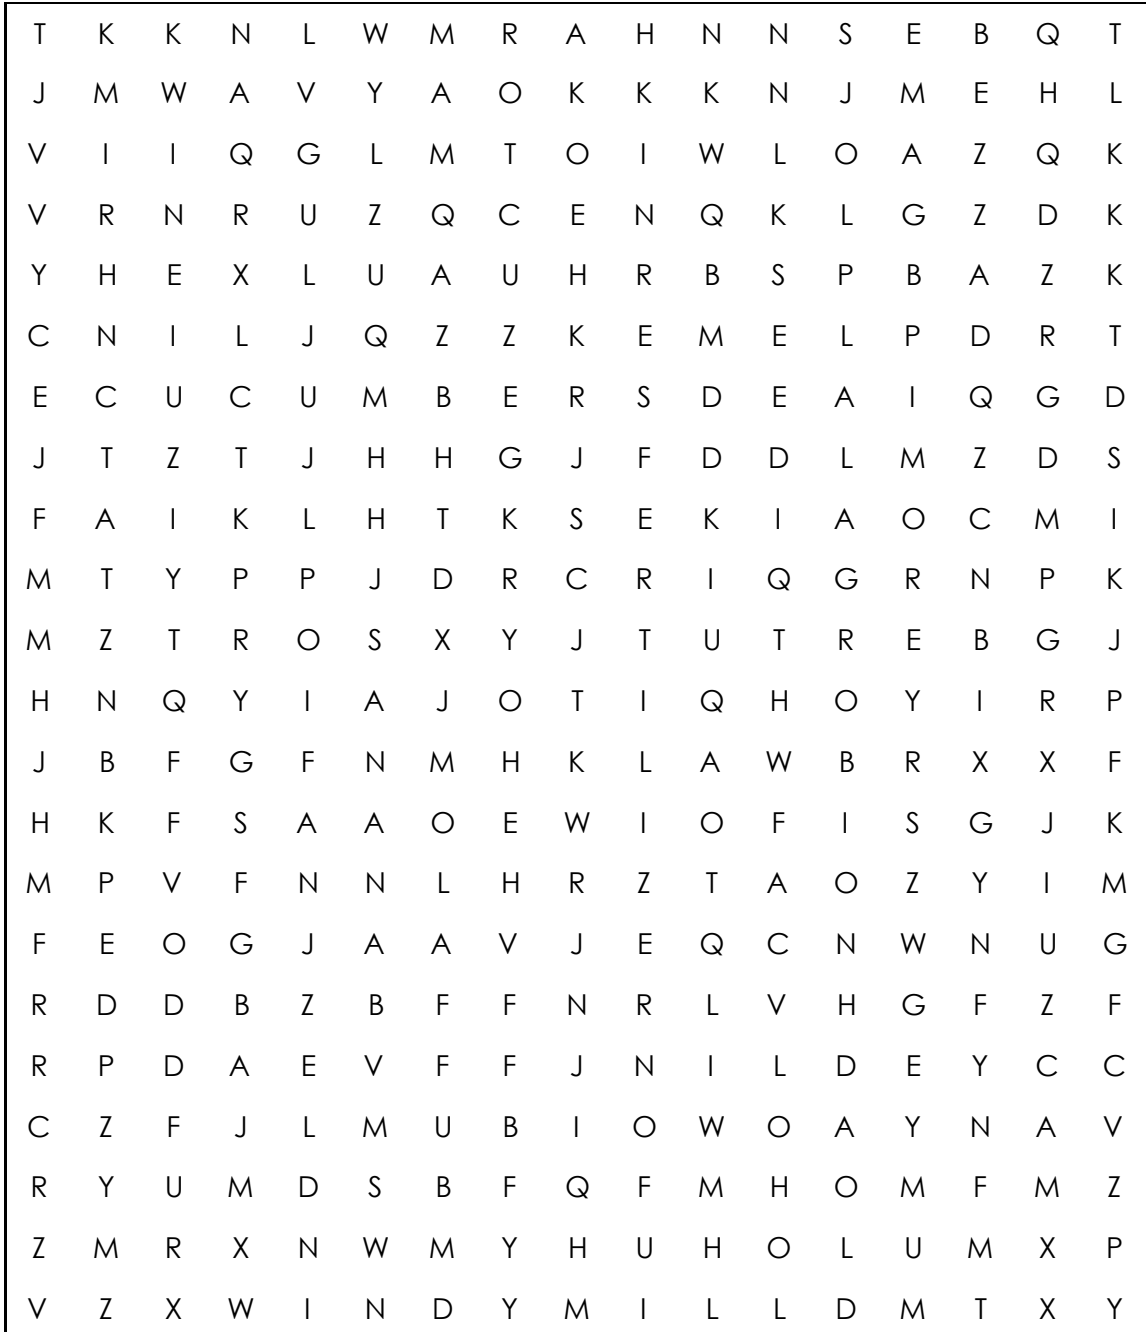 T K K N L W M R A H N N S E B Q T
J M W A V Y A O K K K N J M E H L
V I I Q G L M T O I W L O A Z Q K
V R N R U Z Q C E N Q K L G Z D K
Y H E X L U A U H R B S P B A Z K
C N I L J Q Z Z K E M E L P D R T
E C U C U M B E R S D E A I Q G D
J T Z T J H H G J F D D L M Z D S
F A I K L H T K S E K I A O C M I
M T Y P P J D R C R I Q G R N P K
M Z T R O S X Y J T U T R E B G J
H N Q Y I A J O T I Q H O Y I R P
J B F G F N M H K L A W B R X X F
H K F S A A O E W I O F I S G J K
M P V F N N L H R Z T A O Z Y I M
F E O G J A A V J E Q C N W N U G
R D D B Z B F F N R L V H G F Z F
R P D A E V F F J N I L D E Y C C
C Z F J L M U B I O W O A Y N A V
R Y U M D S B F Q F M H O M F M Z
Z M R X N W M Y H U H O L U M X P
V Z X W I N D Y M I L L D M T X Y